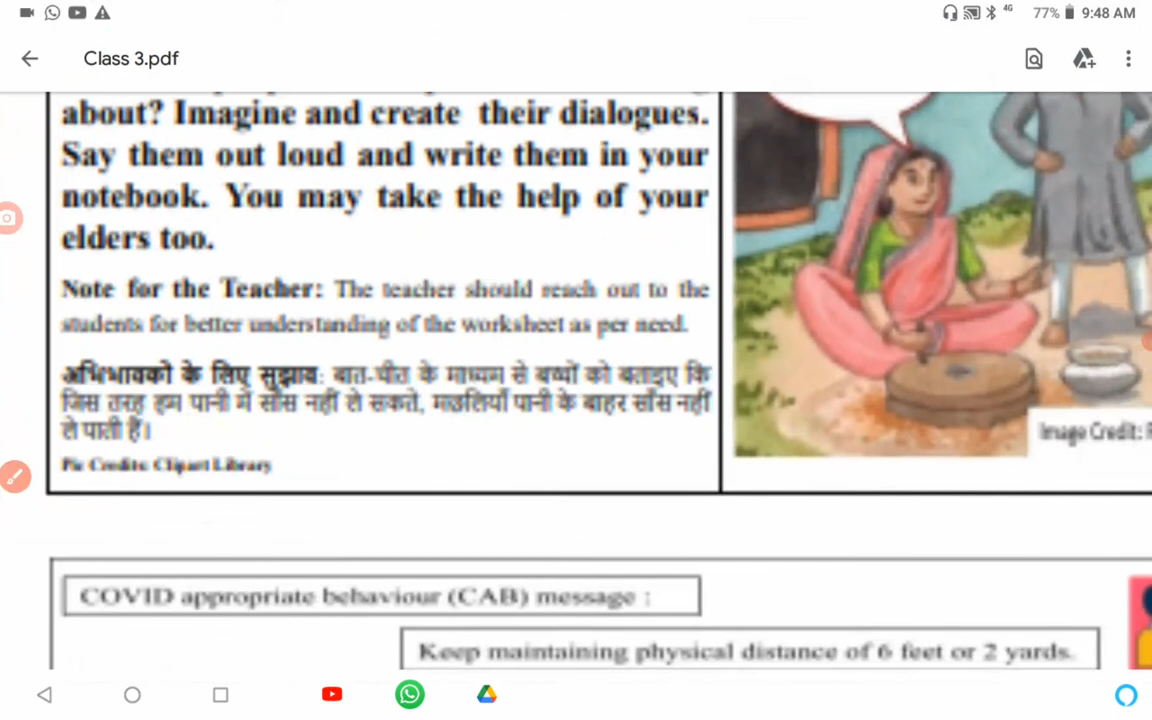 77% 9:48 AM
4G
Class 3.pdf
about? Imagine and create their dialogues.
Say them out loud and write them in your
notebook. You may take the help of your
elders too.
Note for the Teacher: The teacher should reach out to the
students for better understanding of the worksheet as per need.
अभिभावकों के लिए सुझाव: बात-चीत के माध्यम से बच्चों को बताइए कि
जिस तरह हम पानी में साँस नहीं ले सकते, मछलियाँ पानी के बाहर साँस नहीं
ले पाती हैं।
Pic Credits: Clipart Library
Image Credit:
COVID appropriate behaviour (CAB) message :
Keep maintaining physical distance of 6 feet or 2 yards.